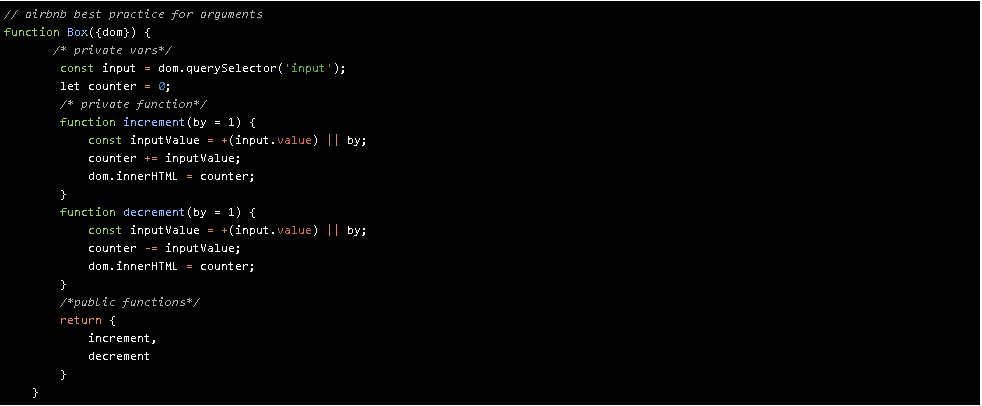 // airbnb best practice for arguments
function Box({dom}) {
/* private vars*/
const input = dom.querySelector('input');
let counter = 0;
/* private function*/
function increment(by = 1) {
const inputValue = +(input.value) || by;
counter += inputValue;
dom.innerHTML = counter;
}
function decrement(by = 1) {
const inputValue = +(input.value) || by;
counter -= inputValue;
dom.innerHTML = counter;
}
/*public functions*/
return {
increment,
decrement
}
}